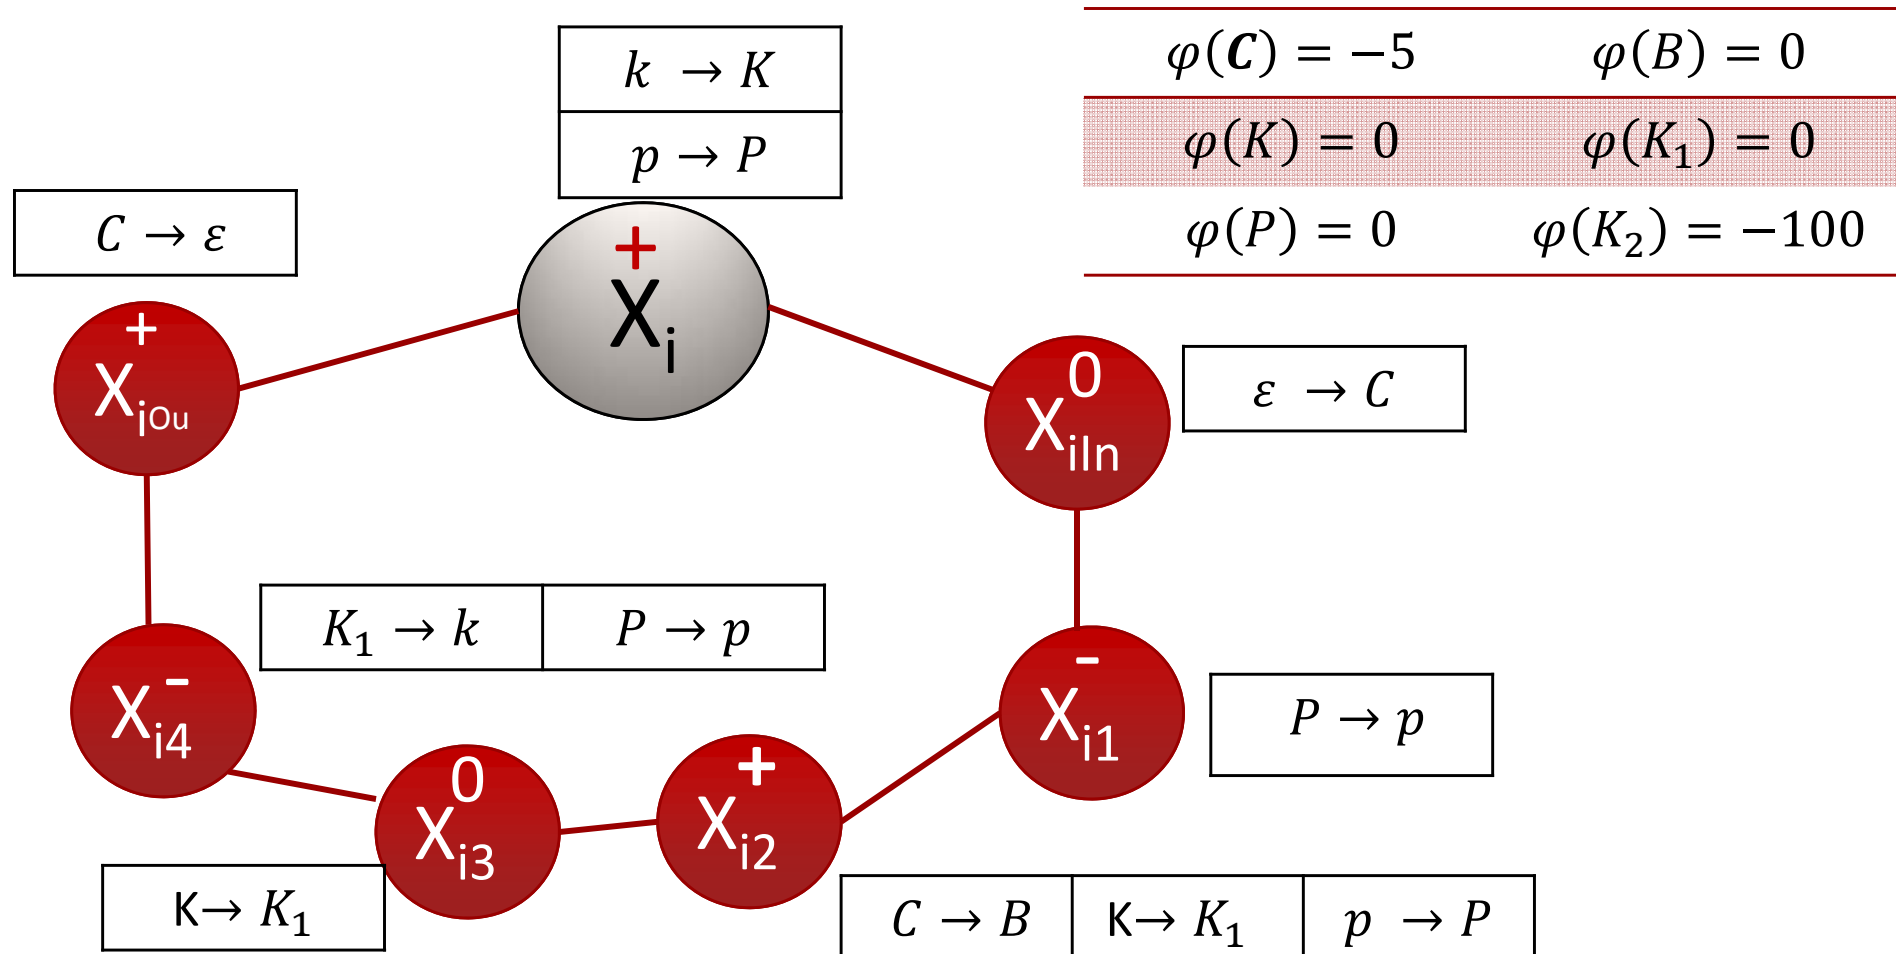 k → K
p → P
φ(C) = −5 φ(B) = 0
φ(K) = 0 φ(K₁) = 0
φ(P) = 0 φ(K₂) = −100
C → ε
+
X_i
+
X_iOu
0
X_iIn
ε → C
K₁ → k P → p
-
X_i4
-
X_i1
P → p
0
X_i3
+
X_i2
K→ K₁
C → B K→ K₁ p → P